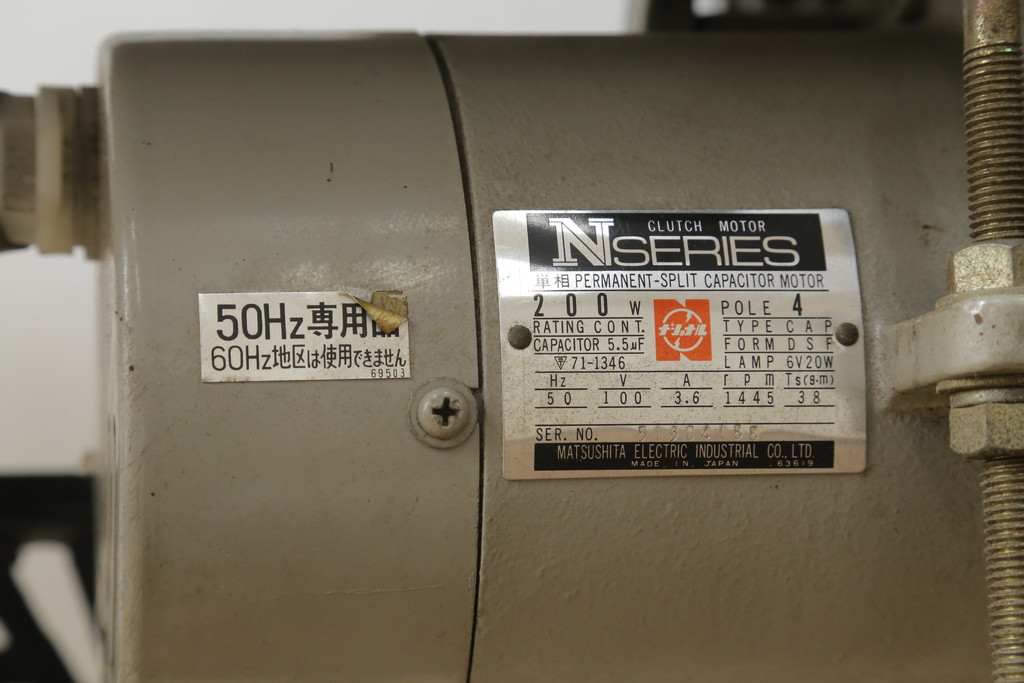 50Hz専用品
60Hz地区は使用できません
69503
CLUTCH MOTOR
N SERIES
単相 PERMANENT-SPLIT CAPACITOR MOTOR
200 W
ナショナル
POLE 4
RATING CONT.
TYPE CAP
CAPACITOR 5.5μF
FORM DSF
71-1346
LAMP 6V20W
Hz V A rpm Ts(g-m)
50 100 3.6 1445 38
SER. NO.
MATSUSHITA ELECTRIC INDUSTRIAL CO., LTD.
MADE IN JAPAN 63619